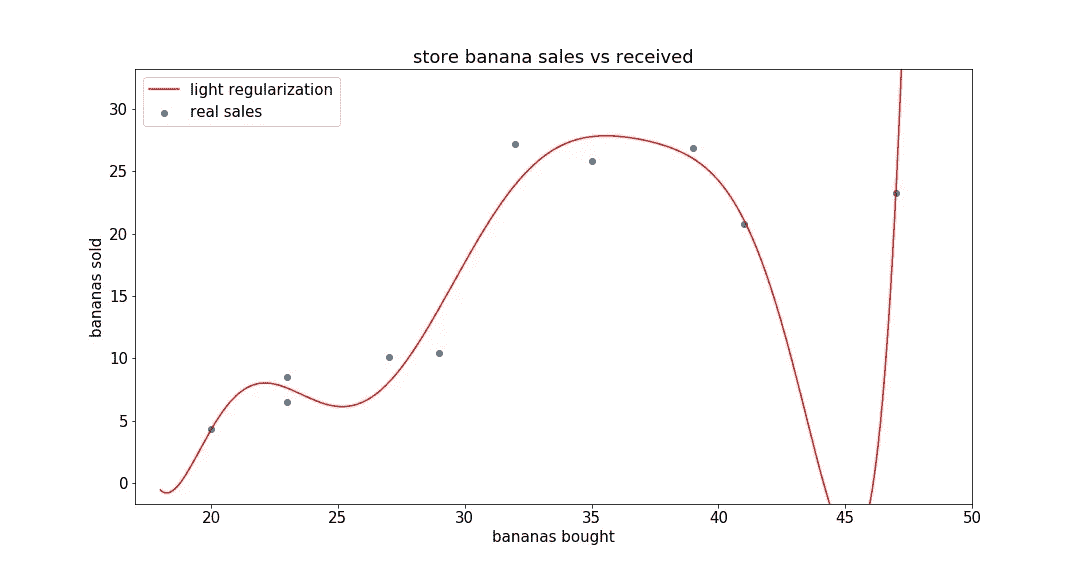 store banana sales vs received
light regularization
real sales
30
25
20
15
10
5
0
bananas sold
20 25 30 35 40 45 50
bananas bought